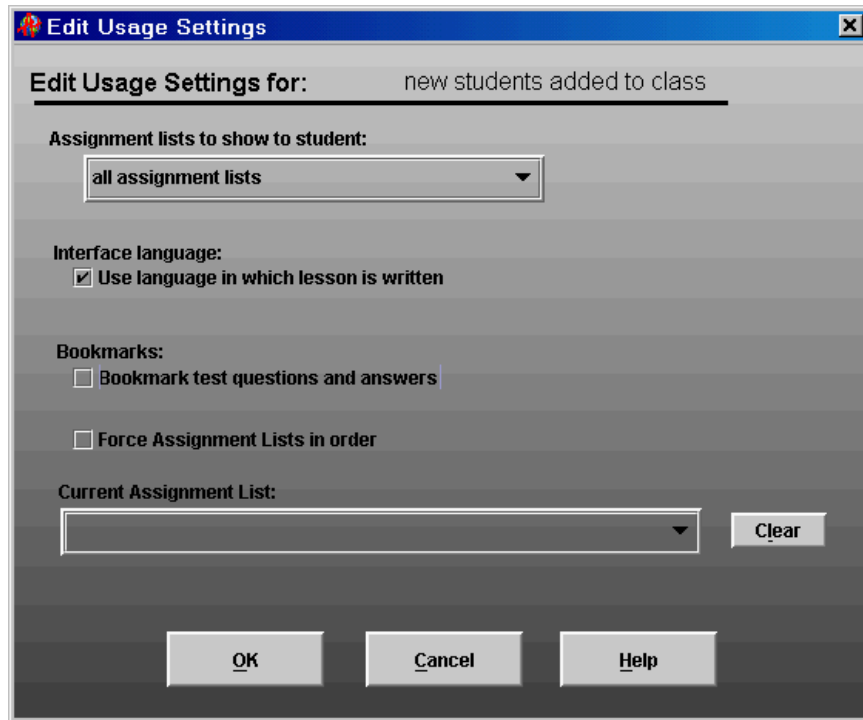 Edit Usage Settings
Edit Usage Settings for: new students added to class
Assignment lists to show to student:
all assignment lists
Interface language:
Use language in which lesson is written
Bookmarks:
Bookmark test questions and answers
Force Assignment Lists in order
Current Assignment List:
Clear
OK Cancel Help